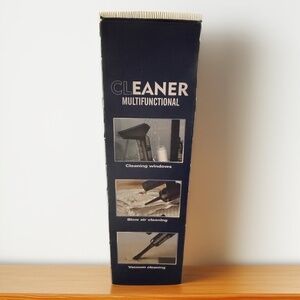 CLEANER
MULTIFUNCTIONAL
Cleaning windows
Blow air cleaning
Vacuum cleaning